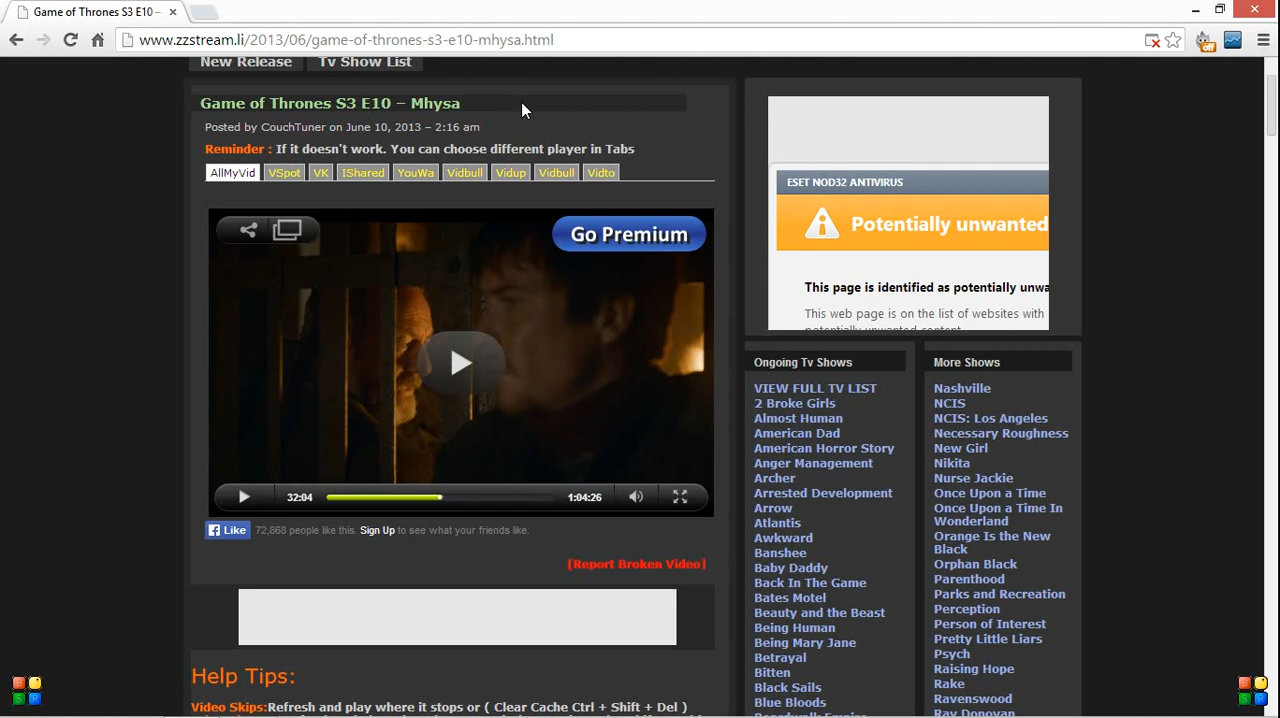 Game of Thrones S3 E10 –
www.zzstream.li/2013/06/game-of-thrones-s3-e10-mhysa.html
off
New Release
Tv Show List
Game of Thrones S3 E10 – Mhysa
Posted by CouchTuner on June 10, 2013 – 2:16 am
Reminder : If it doesn't work. You can choose different player in Tabs
AllMyVid VSpot VK IShared YouWa Vidbull Vidup Vidbull Vidto
Go Premium
32:04
1:04:26
Like 72,868 people like this. Sign Up to see what your friends like.
[Report Broken Video]
Help Tips:
Video Skips:Refresh and play where it stops or ( Clear Cache Ctrl + Shift + Del )
ESET NOD32 ANTIVIRUS
Potentially unwanted
This page is identified as potentially unwa
This web page is on the list of websites with
potentially unwanted content.
Ongoing Tv Shows
VIEW FULL TV LIST
2 Broke Girls
Almost Human
American Dad
American Horror Story
Anger Management
Archer
Arrested Development
Arrow
Atlantis
Awkward
Banshee
Baby Daddy
Back In The Game
Bates Motel
Beauty and the Beast
Being Human
Being Mary Jane
Betrayal
Bitten
Black Sails
Blue Bloods
Boardwalk Empire
More Shows
Nashville
NCIS
NCIS: Los Angeles
Necessary Roughness
New Girl
Nikita
Nurse Jackie
Once Upon a Time
Once Upon a Time In
Wonderland
Orange Is the New
Black
Orphan Black
Parenthood
Parks and Recreation
Perception
Person of Interest
Pretty Little Liars
Psych
Raising Hope
Rake
Ravenswood
Ray Donovan
B
S R
B
S R